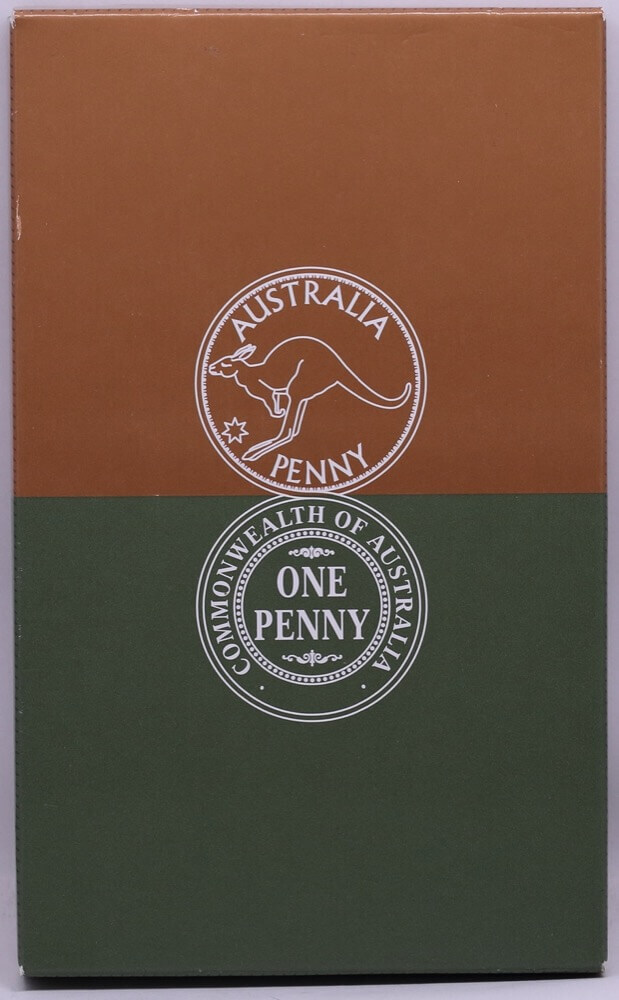 AUSTRALIA
PENNY
COMMONWEALTH OF AUSTRALIA
ONE
PENNY